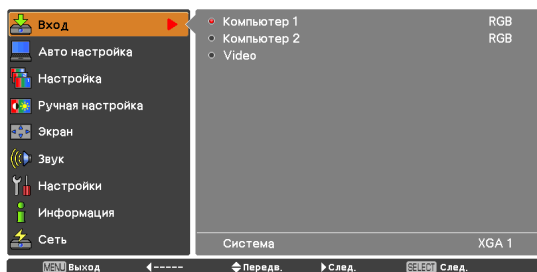 Вход
Авто настройка
Настройка
Ручная настройка
Экран
Звук
Настройки
Информация
Сеть
Компьютер 1 RGB
Компьютер 2 RGB
Video
Система XGA 1
MENU Выход ----- Передв. След. SELECT След.